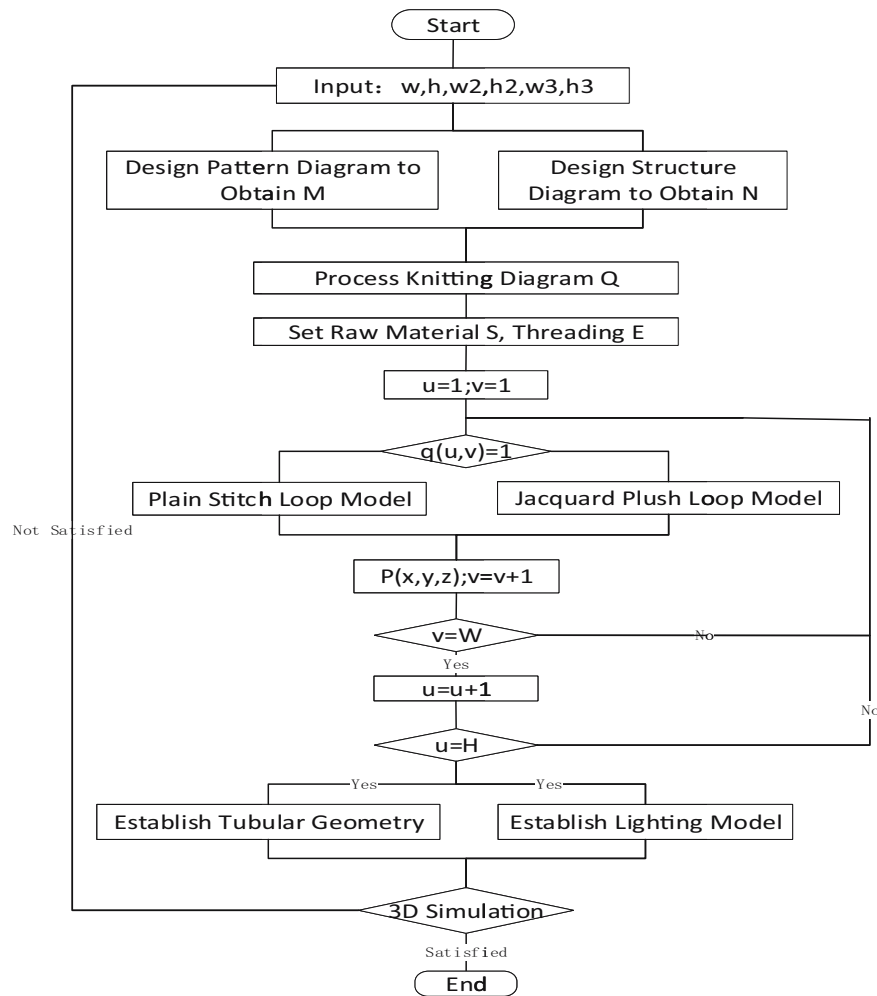 Start
Input：w,h,w2,h2,w3,h3
Design Pattern Diagram to
Obtain M
Design Structure
Diagram to Obtain N
Process Knitting Diagram Q
Set Raw Material S, Threading E
u=1;v=1
q(u,v)=1
Plain Stitch Loop Model
Jacquard Plush Loop Model
Not Satisfied
P(x,y,z);v=v+1
v=W
No
Yes
u=u+1
No
u=H
Yes
Yes
Establish Tubular Geometry
Establish Lighting Model
3D Simulation
Satisfied
End